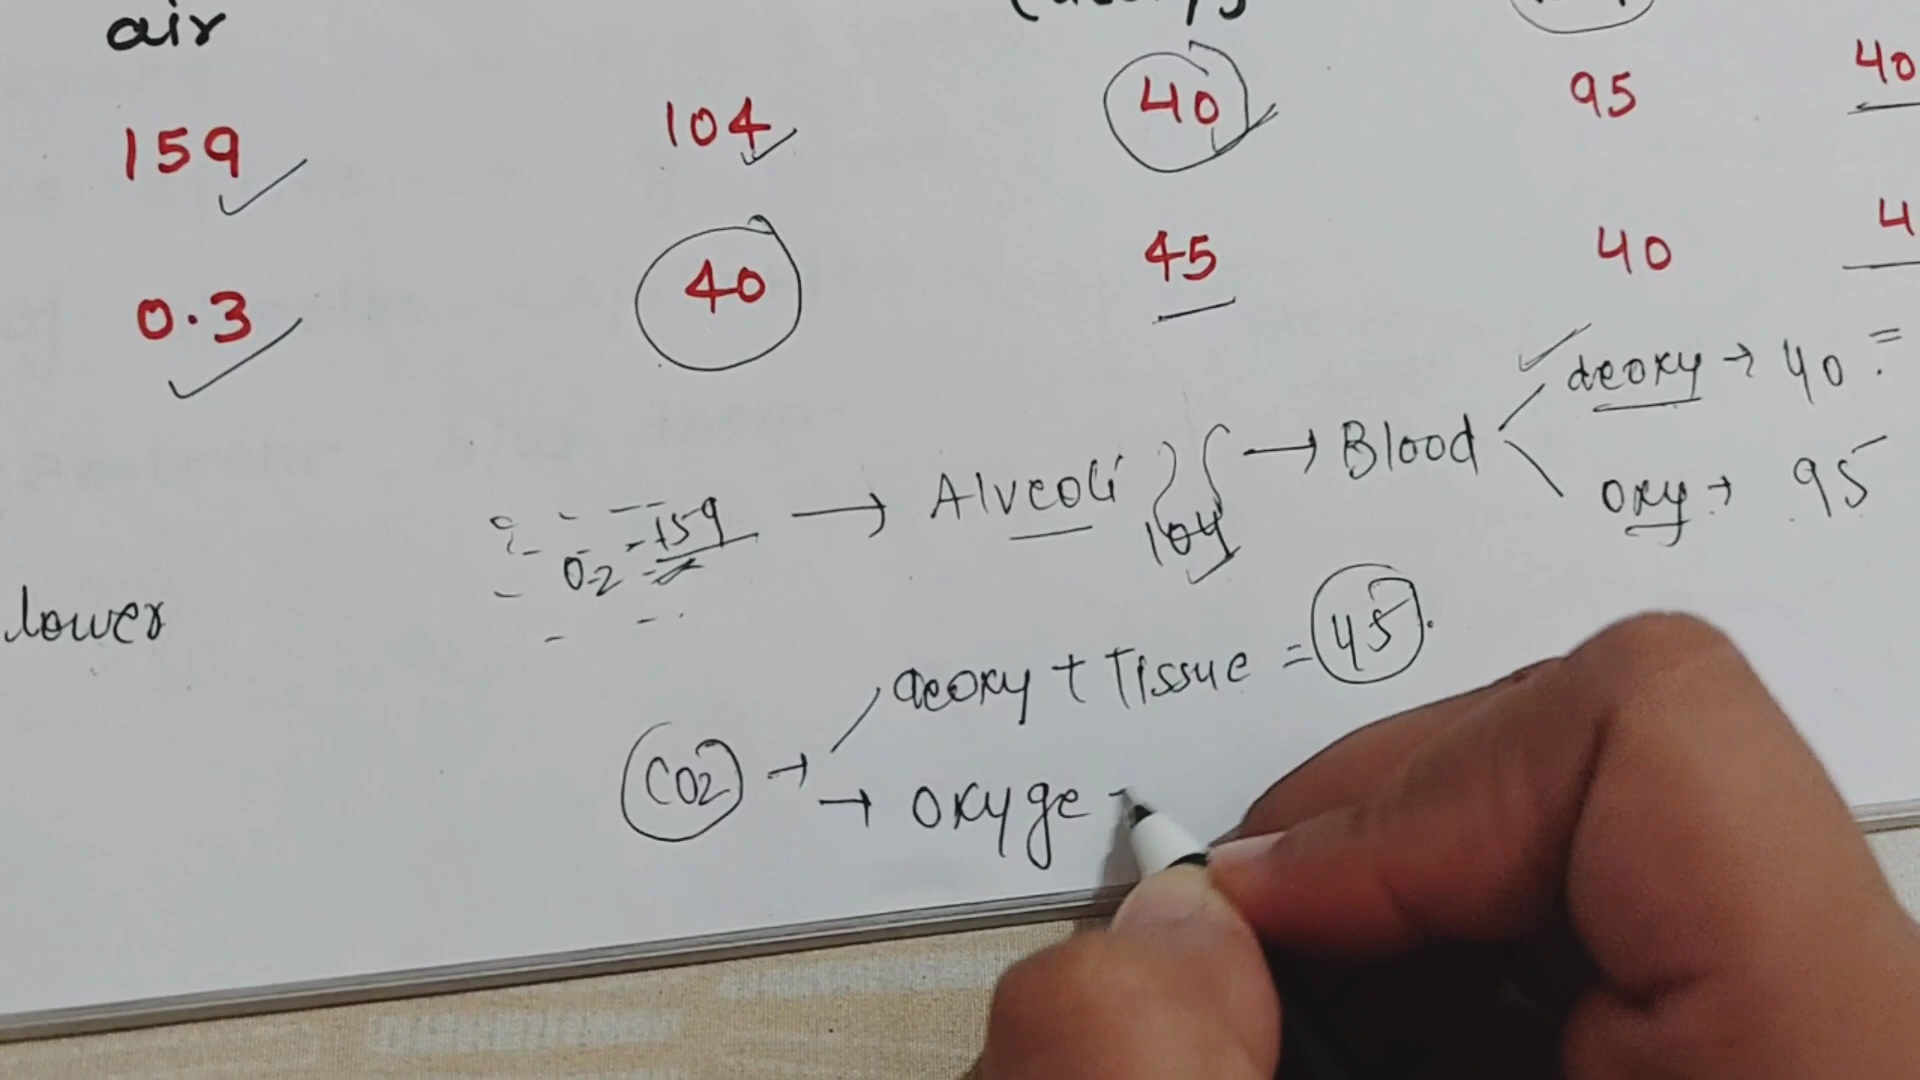 air
159 104 40 95 40
0.3 40 45 40 4
deoxy → 40
O2 - 159 → Alveoli 104 → Blood
oxy → 95
lower
deoxy + Tissue = 45.
CO2 →
→ oxyge